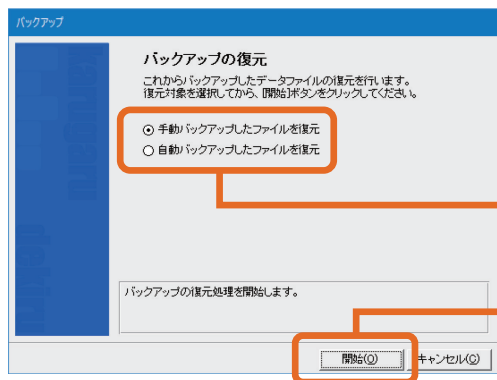 バックアップ
バックアップの復元
これからバックアップしたデータファイルの復元を行います。
復元対象を選択してから、[開始]ボタンをクリックしてください。
手動バックアップしたファイルを復元
自動バックアップしたファイルを復元
バックアップの復元処理を開始します。
開始(O)
キャンセル(C)